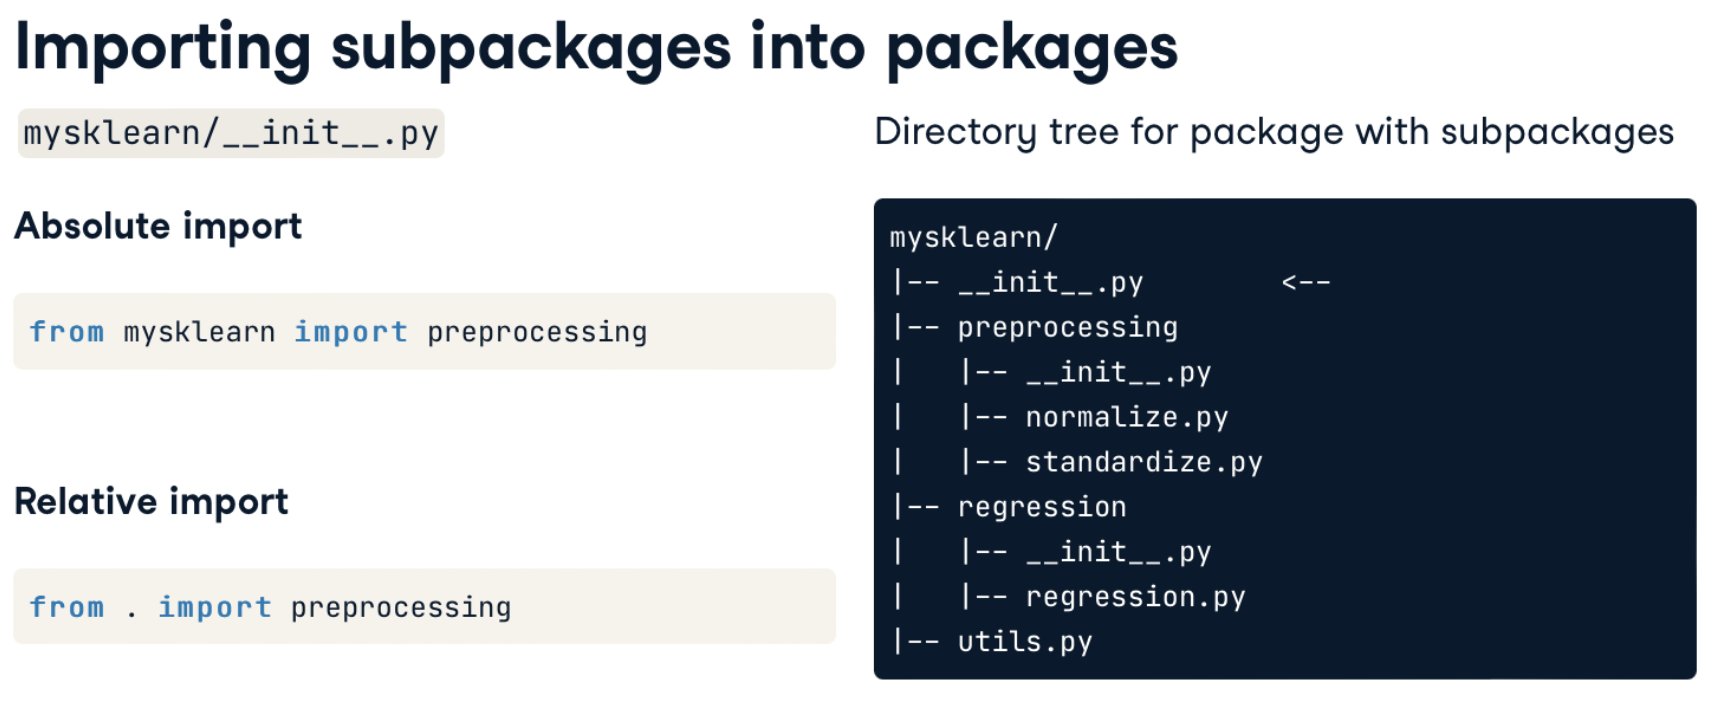 Importing subpackages into packages
mysklearn/__init__.py
Absolute import
from mysklearn import preprocessing
Relative import
from . import preprocessing
Directory tree for package with subpackages
mysklearn/
|-- __init__.py        <--
|-- preprocessing
|   |-- __init__.py
|   |-- normalize.py
|   |-- standardize.py
|-- regression
|   |-- __init__.py
|   |-- regression.py
|-- utils.py